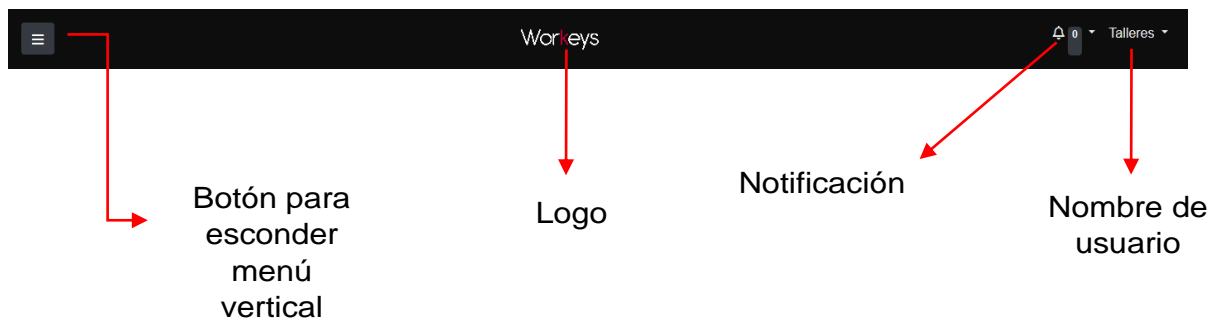 Workeys
0
Talleres
Botón para
esconder
menú
vertical
Logo
Notificación
Nombre de
usuario